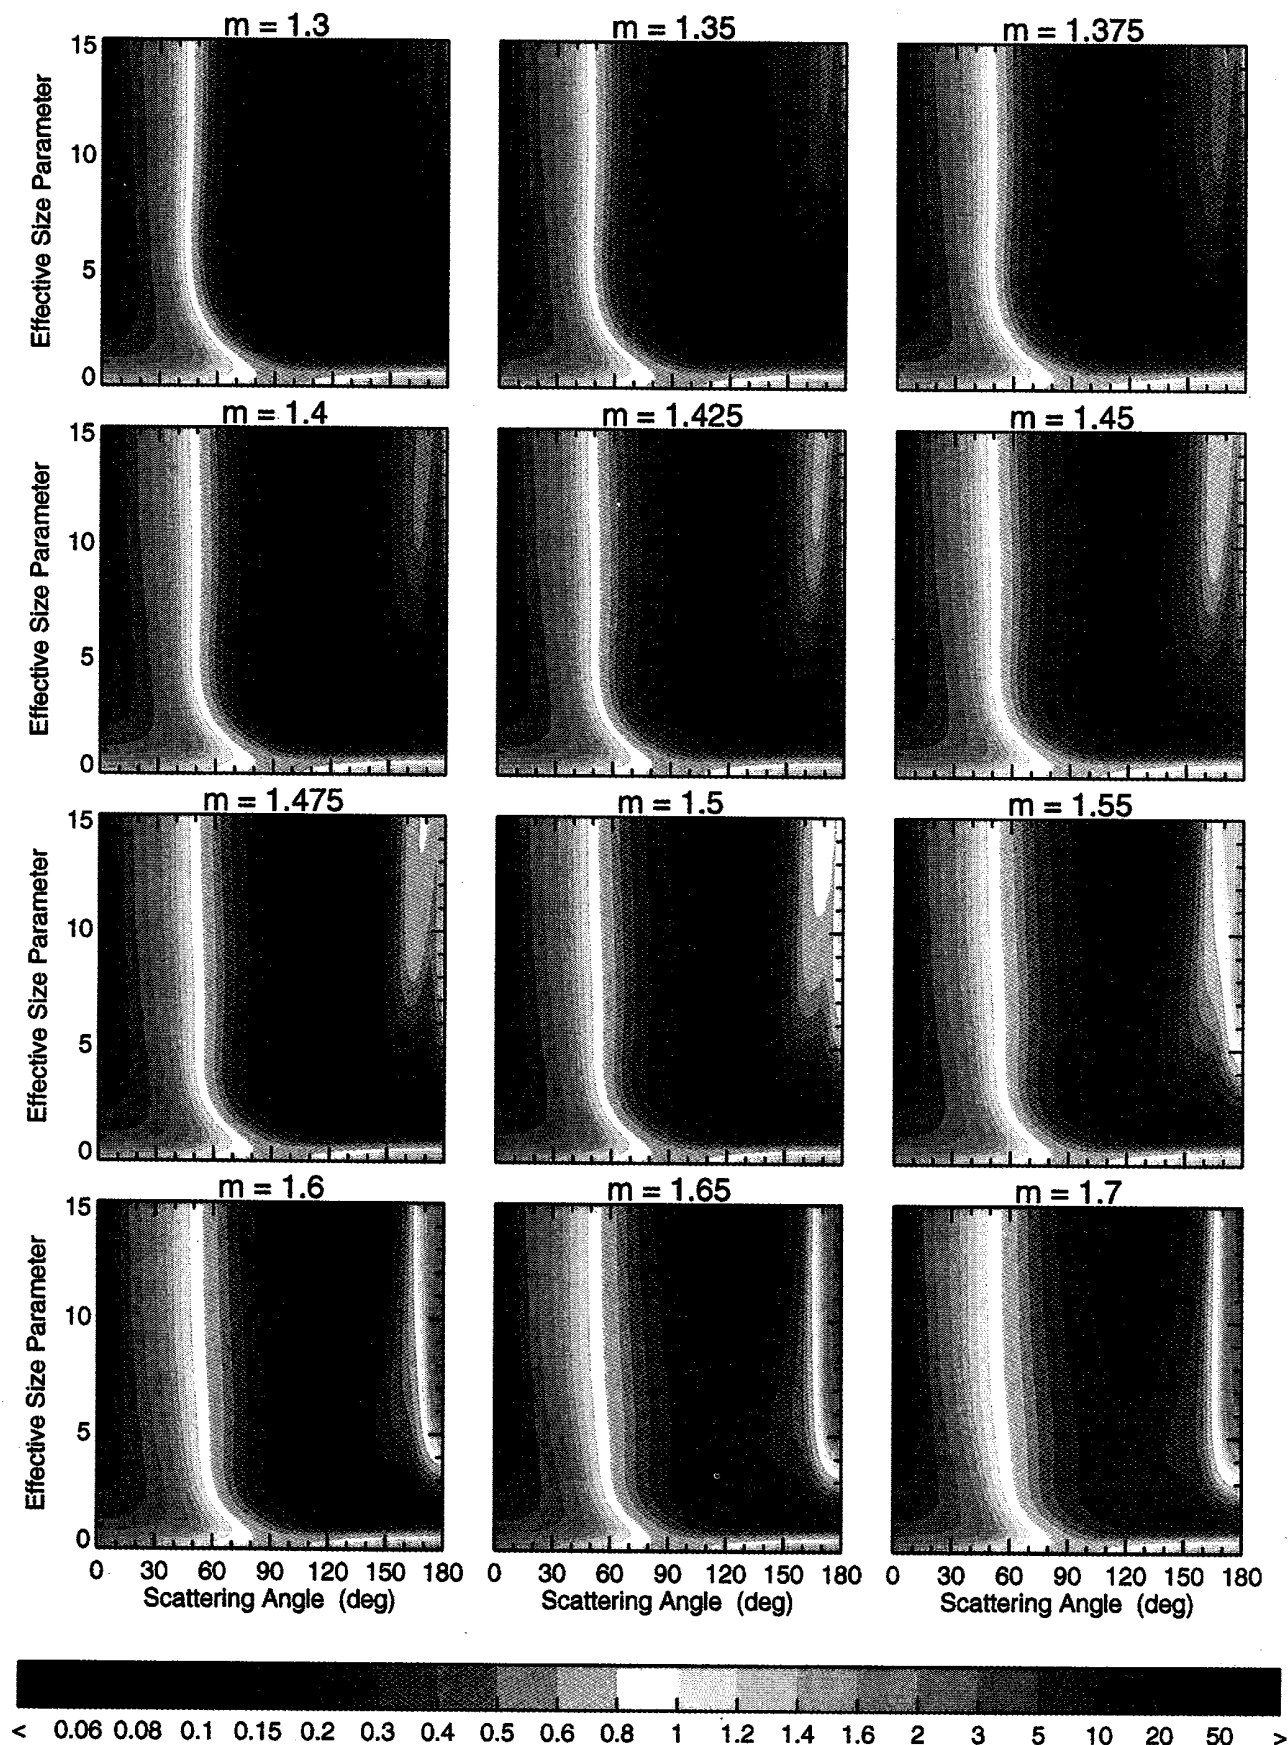 m = 1.3 m = 1.35 m = 1.375
15
10
5
0
Effective Size Parameter
m = 1.4 m = 1.425 m = 1.45
15
10
5
0
Effective Size Parameter
m = 1.475 m = 1.5 m = 1.55
15
10
5
0
Effective Size Parameter
m = 1.6 m = 1.65 m = 1.7
15
10
5
0
Effective Size Parameter
0 30 60 90 120 150 180 0 30 60 90 120 150 180 0 30 60 90 120 150 180
Scattering Angle (deg) Scattering Angle (deg) Scattering Angle (deg)
< 0.06 0.08 0.1 0.15 0.2 0.3 0.4 0.5 0.6 0.8 1 1.2 1.4 1.6 2 3 5 10 20 50 >